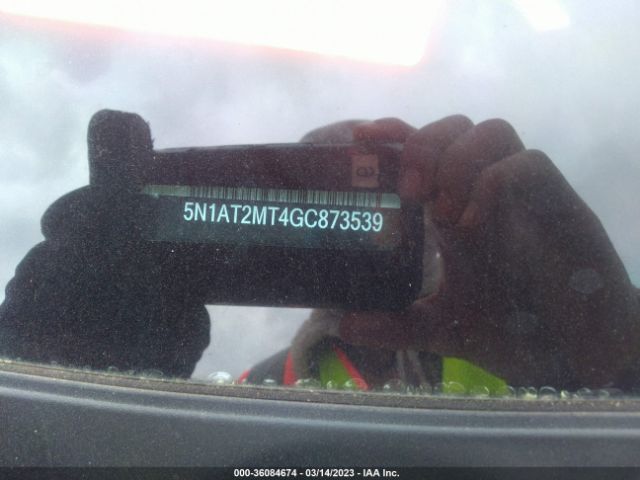 5N1AT2MT4GC873539
000-36084674 - 03/14/2023 - IAA Inc.